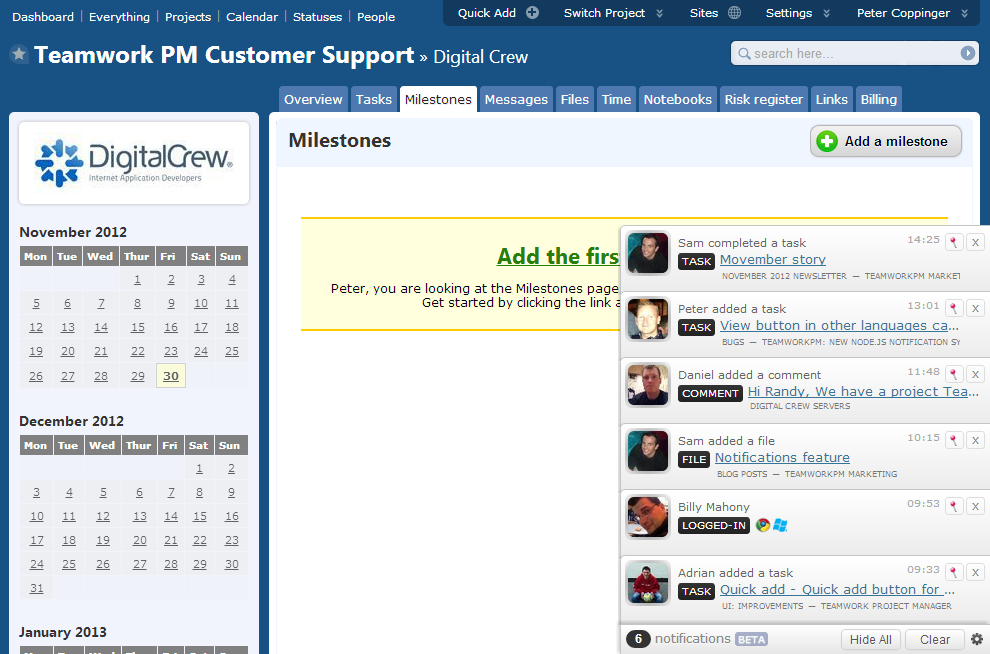 Dashboard Everything Projects Calendar Statuses People Quick Add Switch Project Sites Settings Peter Coppinger
Teamwork PM Customer Support » Digital Crew
search here...
Overview Tasks Milestones Messages Files Time Notebooks Risk register Links Billing
DigitalCrew®
Internet Application Developers
Milestones
Add a milestone
November 2012
Mon Tue Wed Thur Fri Sat Sun
1 2 3 4
5 6 7 8 9 10 11
12 13 14 15 16 17 18
19 20 21 22 23 24 25
26 27 28 29 30
December 2012
Mon Tue Wed Thur Fri Sat Sun
1 2
3 4 5 6 7 8 9
10 11 12 13 14 15 16
17 18 19 20 21 22 23
24 25 26 27 28 29 30
31
January 2013
Mon Tue Wed Thur Fri Sat Sun
Add the firs
Peter, you are looking at the Milestones page
Get started by clicking the link a
Sam completed a task 14:25 X
TASK Movember story
NOVEMBER 2012 NEWSLETTER — TEAMWORKPM MARKET
Peter added a task 13:01 X
TASK View button in other languages ca...
BUGS — TEAMWORKPM: NEW NODE.JS NOTIFICATION SY
Daniel added a comment 11:48 X
COMMENT Hi Randy, We have a project Tea...
DIGITAL CREW SERVERS
Sam added a file 10:15 X
FILE Notifications feature
BLOG POSTS — TEAMWORKPM MARKETING
Billy Mahony 09:53 X
LOGGED-IN
Adrian added a task 09:33 X
TASK Quick add - Quick add button for ...
UI: IMPROVEMENTS — TEAMWORK PROJECT MANAGER
6 notifications BETA Hide All Clear